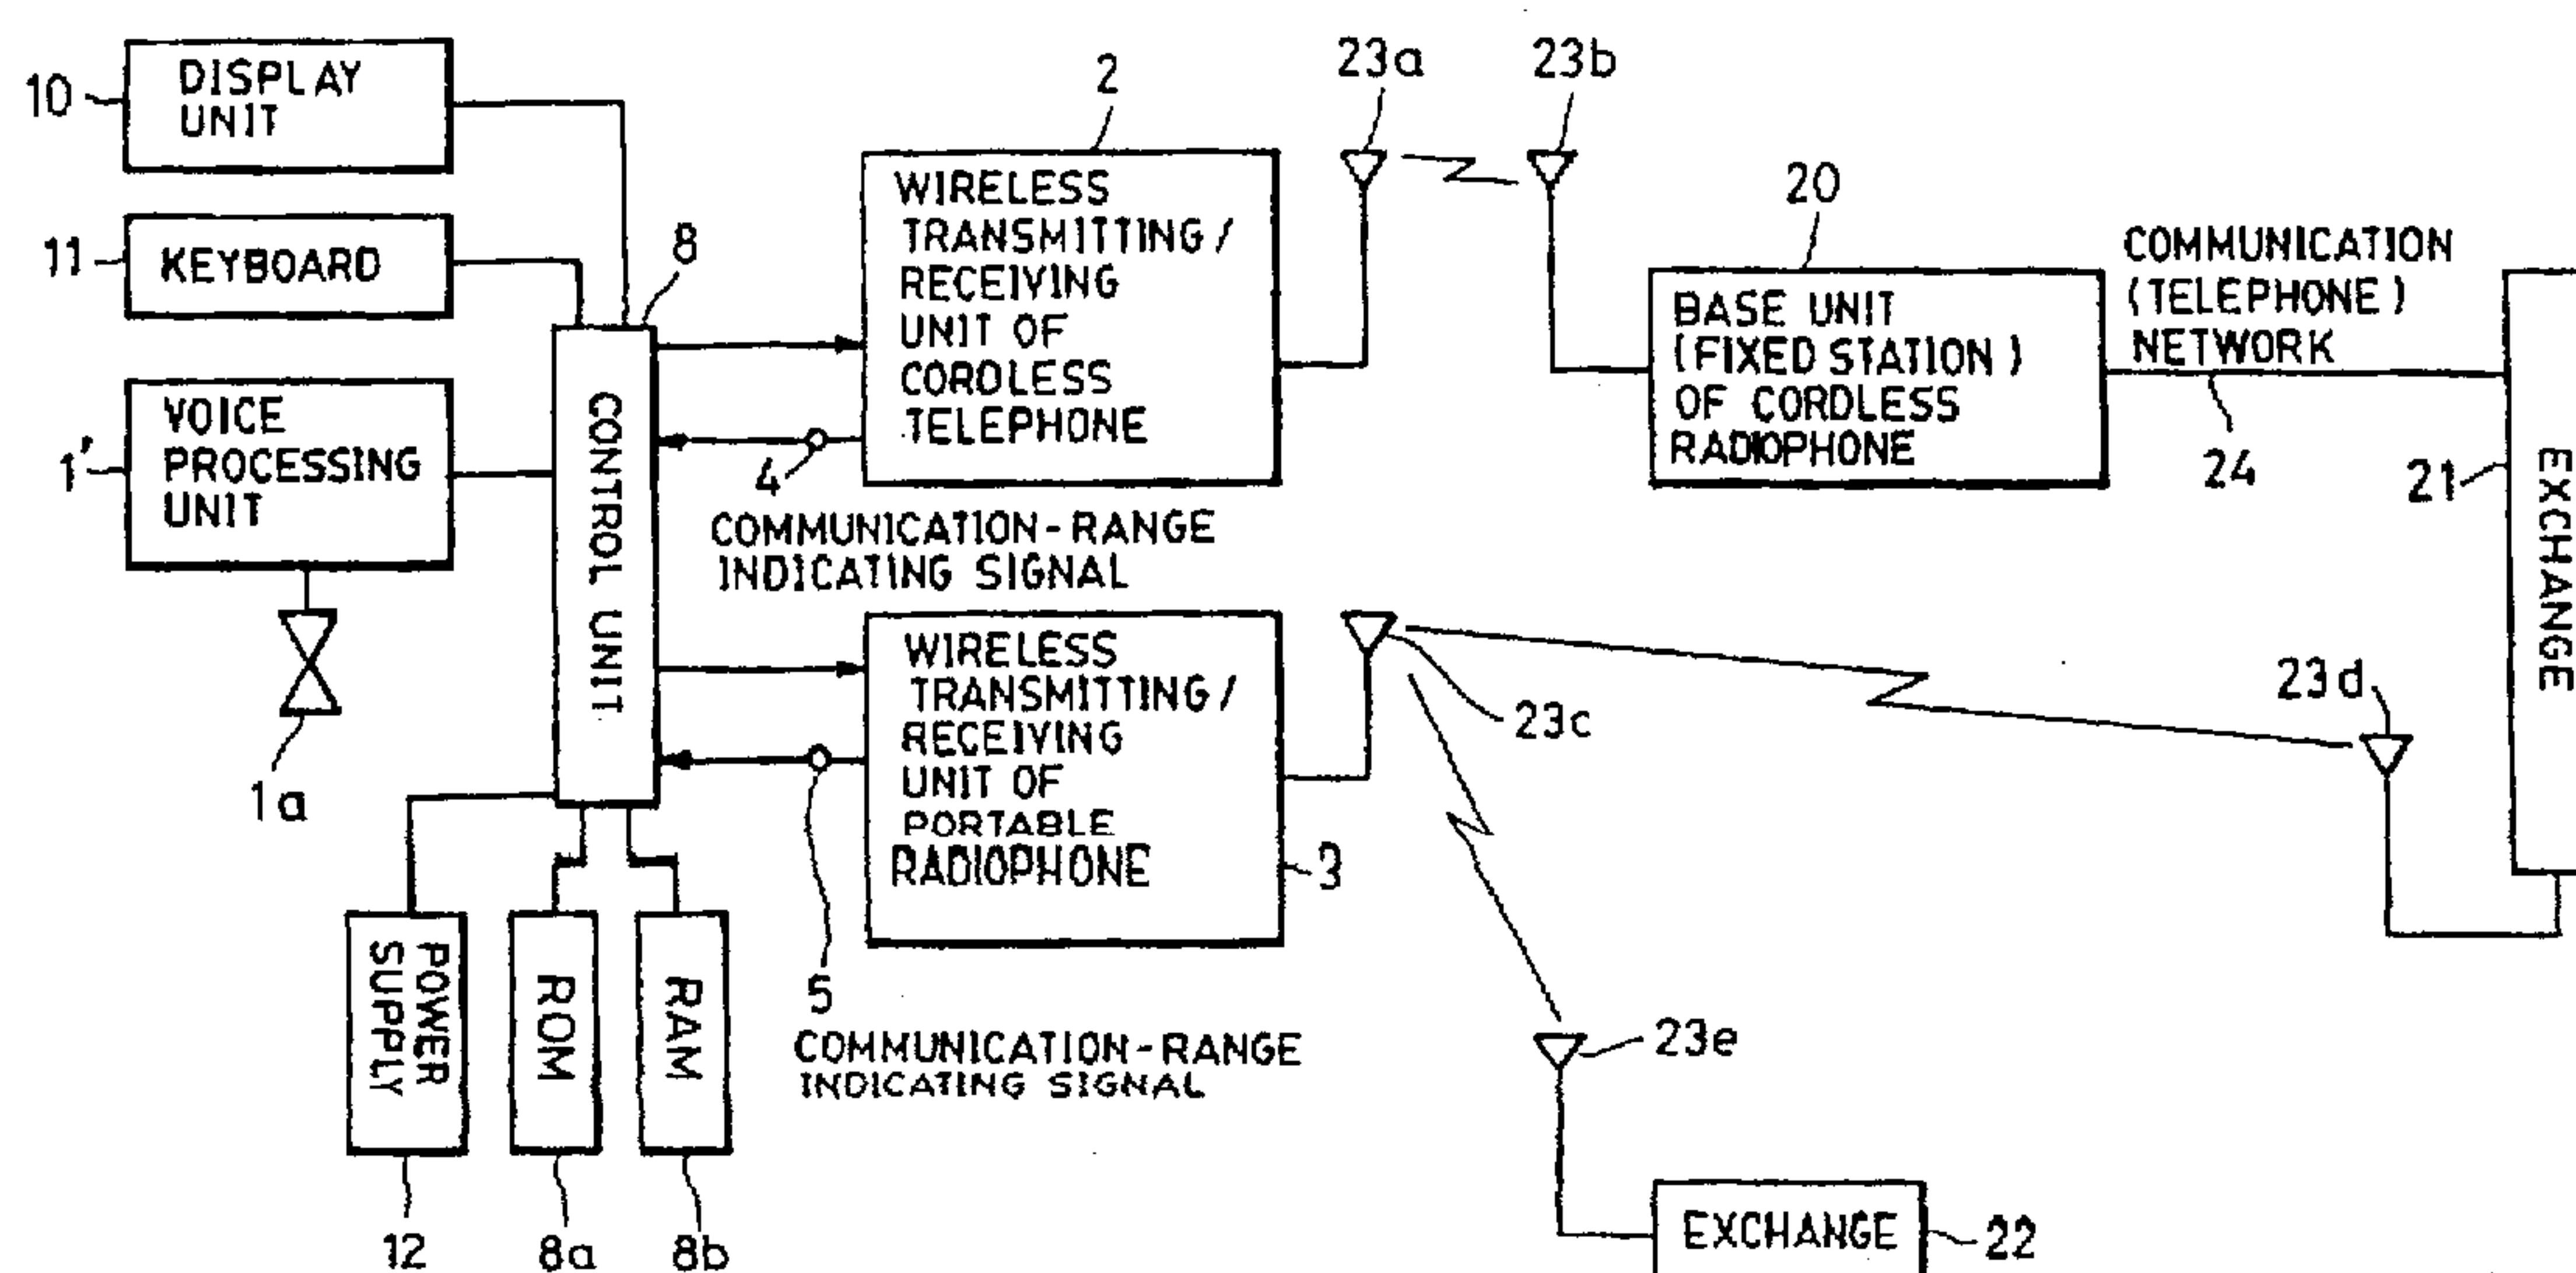 10
DISPLAY
UNIT
11
KEYBOARD
1'
VOICE
PROCESSING
UNIT
1a
8
CONTROL UNIT
12
POWER
SUPPLY
8a
ROM
8b
RAM
2
WIRELESS
TRANSMITTING/
RECEIVING
UNIT OF
CORDLESS
TELEPHONE
4
COMMUNICATION-RANGE
INDICATING SIGNAL
WIRELESS
TRANSMITTING/
RECEIVING
UNIT OF
PORTABLE
RADIOPHONE
3
5
COMMUNICATION-RANGE
INDICATING SIGNAL
23a
23b
20
BASE UNIT
(FIXED STATION)
OF CORDLESS
RADIOPHONE
COMMUNICATION
(TELEPHONE)
NETWORK
24
21
EXCHANGE
23c
23d
23e
EXCHANGE
22